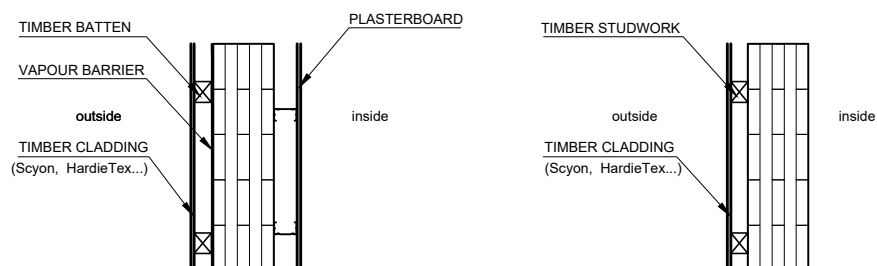 TIMBER BATTEN
PLASTERBOARD
VAPOUR BARRIER
outside
inside
TIMBER CLADDING
(Scyon, HardieTex...)
TIMBER STUDWORK
outside
inside
TIMBER CLADDING
(Scyon, HardieTex...)